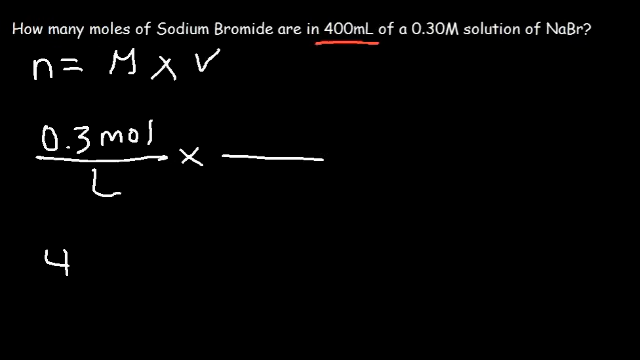 How many moles of Sodium Bromide are in 400mL of a 0.30M solution of NaBr?
n = M x V
0.3 mol
x
L
4